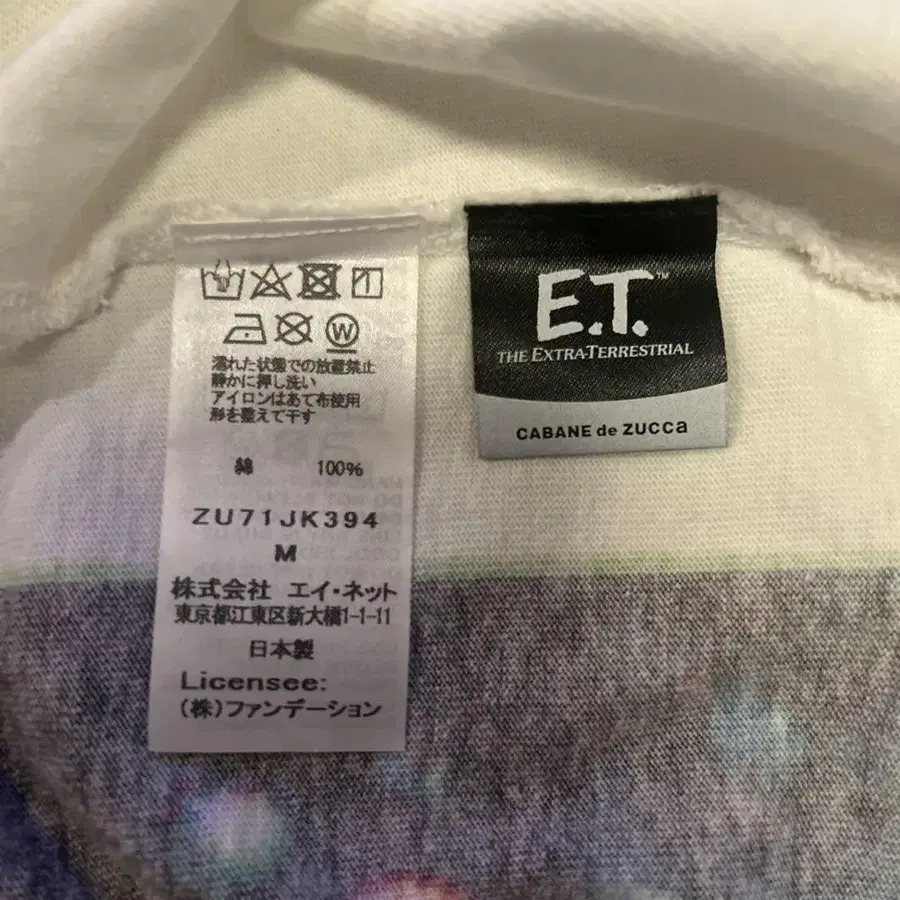 濡れた状態での放置禁止
静かに押し洗い
アイロンはあて布使用
形を整えて干す
綿 100%
ZU71JK394
M
株式会社 エイ・ネット
東京都江東区新大橋1-1-11
日本製
Licensee:
(株)ファンデーション
E.T.™
THE EXTRA-TERRESTRIAL
CABANE de ZUCCa